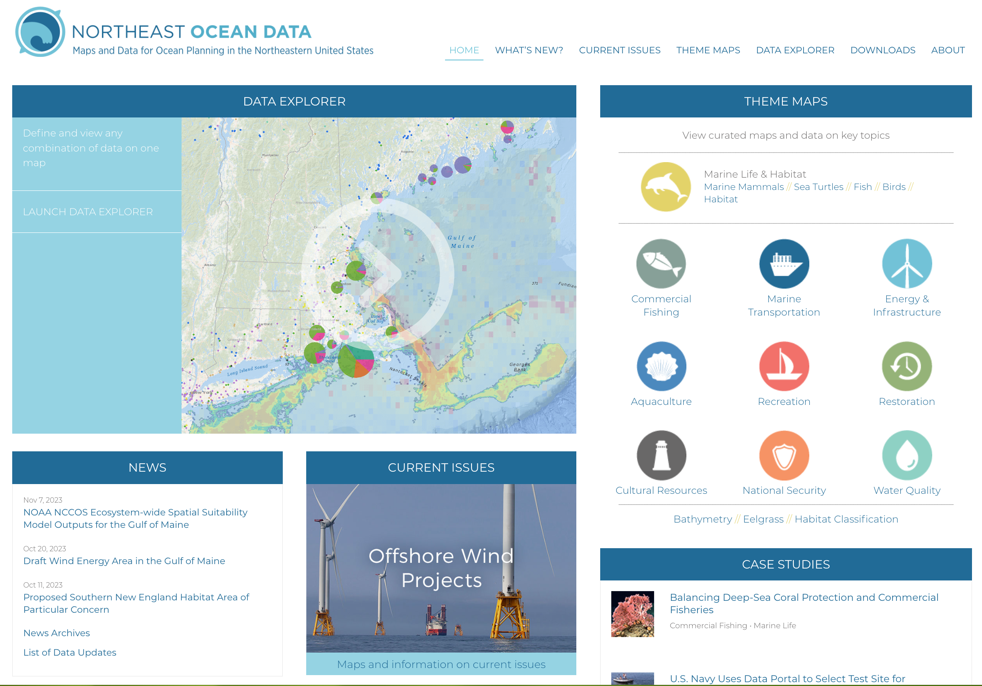 NORTHEAST OCEAN DATA
Maps and Data for Ocean Planning in the Northeastern United States
HOME WHAT'S NEW? CURRENT ISSUES THEME MAPS DATA EXPLORER DOWNLOADS ABOUT
DATA EXPLORER
Define and view any
combination of data on one
map
LAUNCH DATA EXPLORER
Gulf of
Maine
Long Island Sound
Georges
Bank
THEME MAPS
View curated maps and data on key topics
Marine Life & Habitat
Marine Mammals // Sea Turtles // Fish // Birds //
Habitat
Commercial
Fishing
Marine
Transportation
Energy &
Infrastructure
Aquaculture
Recreation
Restoration
Cultural Resources
National Security
Water Quality
Bathymetry // Eelgrass // Habitat Classification
NEWS
Nov 7, 2023
NOAA NCCOS Ecosystem-wide Spatial Suitability
Model Outputs for the Gulf of Maine
Oct 20, 2023
Draft Wind Energy Area in the Gulf of Maine
Oct 11, 2023
Proposed Southern New England Habitat Area of
Particular Concern
News Archives
List of Data Updates
CURRENT ISSUES
Offshore Wind
Projects
Maps and information on current issues
CASE STUDIES
Balancing Deep-Sea Coral Protection and Commercial
Fisheries
Commercial Fishing - Marine Life
U.S. Navy Uses Data Portal to Select Test Site for